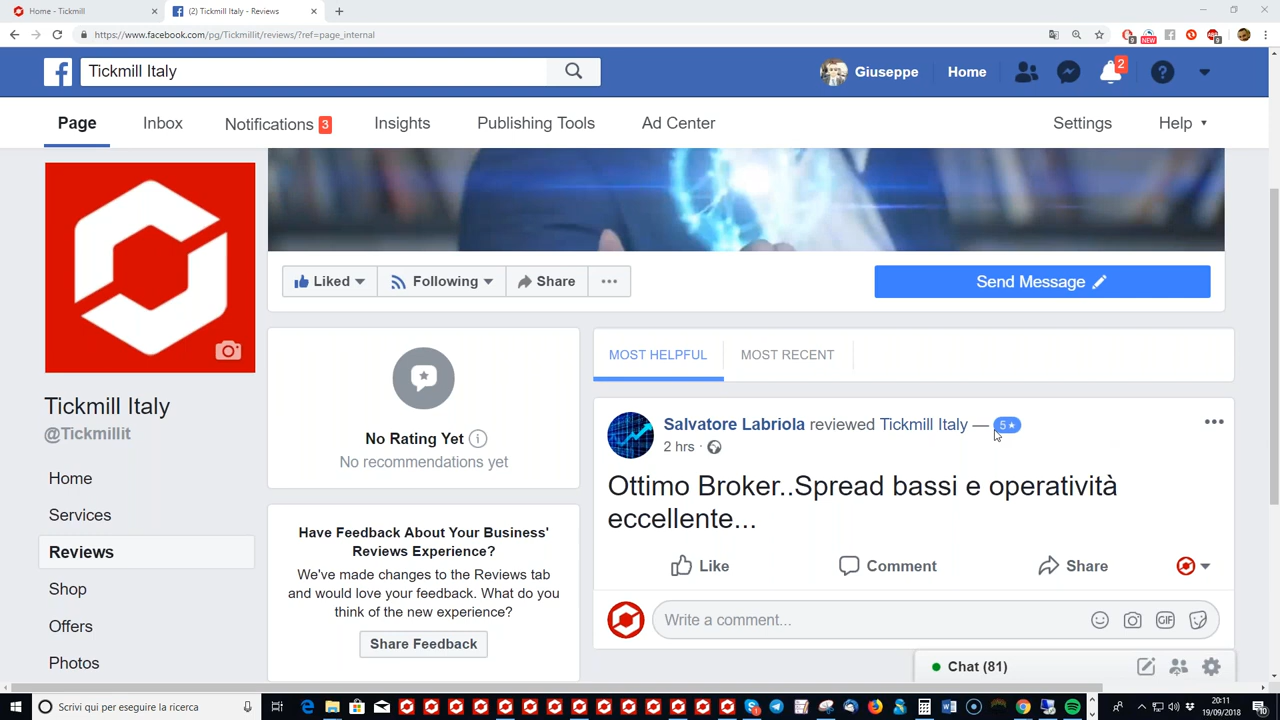 Home - Tickmill
(2) Tickmill Italy - Reviews
https://www.facebook.com/pg/Tickmillit/reviews/?ref=page_internal
Tickmill Italy
Giuseppe
Home
2
Page
Inbox
Notifications 3
Insights
Publishing Tools
Ad Center
Settings
Help
Liked
Following
Share
Send Message
MOST HELPFUL
MOST RECENT
No Rating Yet
No recommendations yet
Tickmill Italy
@Tickmillit
Home
Services
Reviews
Shop
Offers
Photos
Salvatore Labriola reviewed Tickmill Italy — 5★
2 hrs ·
Ottimo Broker..Spread bassi e operatività
eccellente...
Like
Comment
Share
Have Feedback About Your Business'
Reviews Experience?
We've made changes to the Reviews tab
and would love your feedback. What do you
think of the new experience?
Share Feedback
Write a comment...
GIF
Chat (81)
Scrivi qui per eseguire la ricerca
20:11
19/09/2018